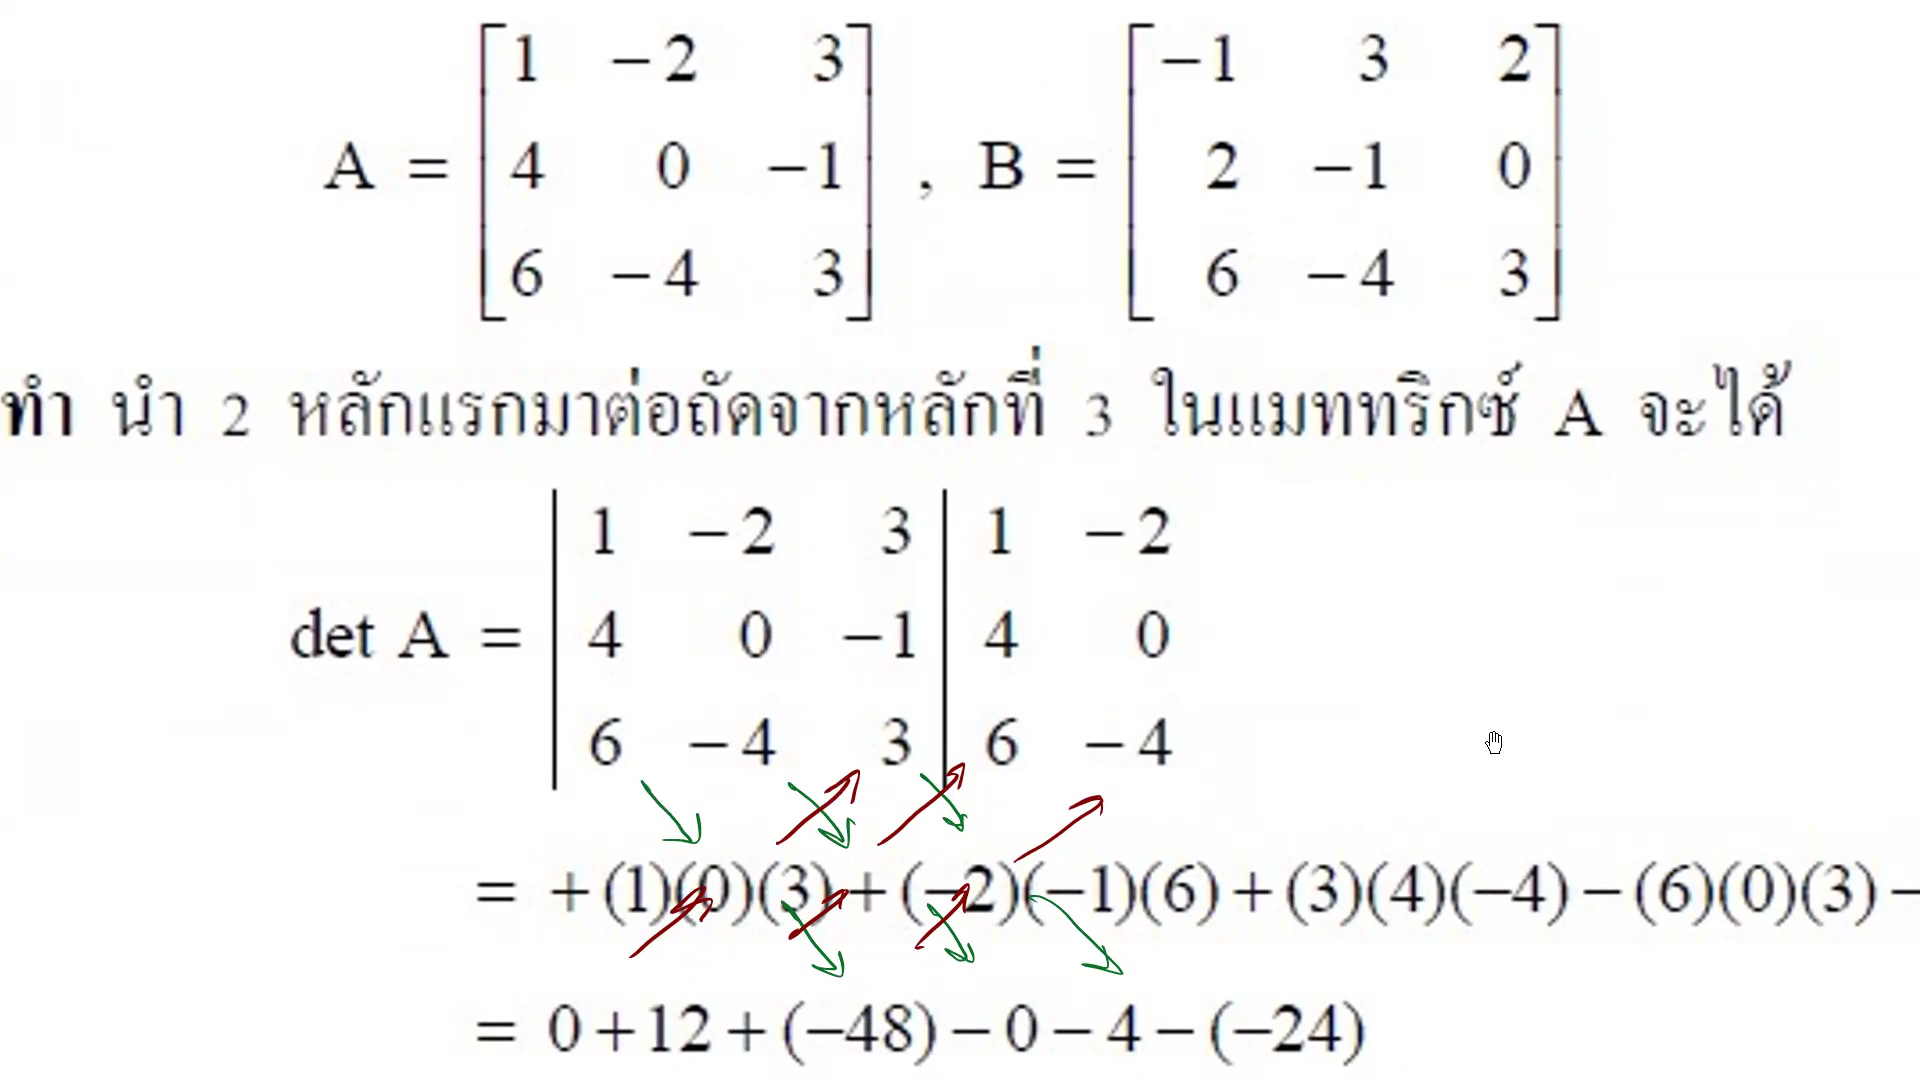 A = [1 −2 3 4 0 −1 6 −4 3] , B = [−1 3 2 2 −1 0 6 −4 3]
ทำ นำ 2 หลักแรกมาต่อถัดจากหลักที่ 3 ในแมททริกซ์ A จะได้
1 −2 3 1 −2
det A = 4 0 −1 4 0
6 −4 3 6 −4
= +(1)(0)(3)+(−2)(−1)(6)+(3)(4)(−4)−(6)(0)(3)−
= 0+12+(−48)−0−4−(−24)